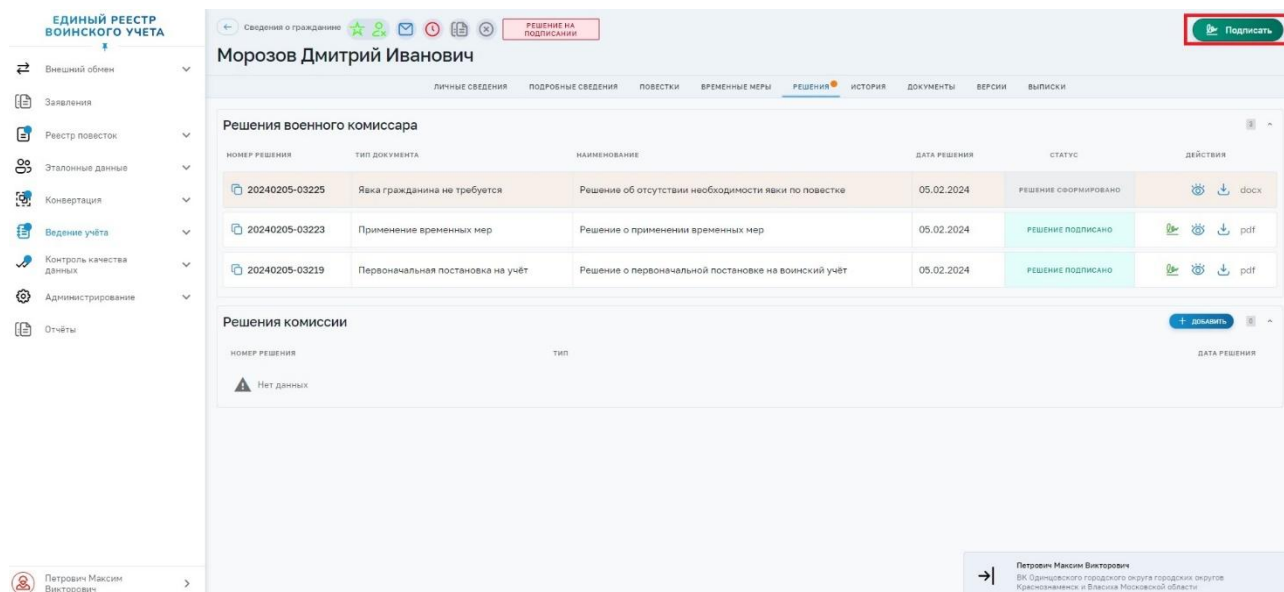 ЕДИНЫЙ РЕЕСТР
ВОИНСКОГО УЧЕТА
Внешний обмен
Заявления
Реестр повесток
Эталонные данные
Конвертация
Ведение учёта
Контроль качества
данных
Администрирование
Отчёты
Петрович Максим
Викторович
Сведения о гражданине
РЕШЕНИЕ НА
ПОДПИСАНИИ
Подписать
Морозов Дмитрий Иванович
ЛИЧНЫЕ СВЕДЕНИЯ ПОДРОБНЫЕ СВЕДЕНИЯ ПОВЕСТКИ ВРЕМЕННЫЕ МЕРЫ РЕШЕНИЯ ИСТОРИЯ ДОКУМЕНТЫ ВЕРСИИ ВЫПИСКИ
Решения военного комиссара 3
НОМЕР РЕШЕНИЯ ТИП ДОКУМЕНТА НАИМЕНОВАНИЕ ДАТА РЕШЕНИЯ СТАТУС ДЕЙСТВИЯ
20240205-03225 Явка гражданина не требуется Решение об отсутствии необходимости явки по повестке 05.02.2024 РЕШЕНИЕ СФОРМИРОВАНО docx
20240205-03223 Применение временных мер Решение о применении временных мер 05.02.2024 РЕШЕНИЕ ПОДПИСАНО pdf
20240205-03219 Первоначальная постановка на учёт Решение о первоначальной постановке на воинский учёт 05.02.2024 РЕШЕНИЕ ПОДПИСАНО pdf
Решения комиссии + ДОБАВИТЬ 0
НОМЕР РЕШЕНИЯ ТИП ДАТА РЕШЕНИЯ
Нет данных
Петрович Максим Викторович
ВК Одинцовского городского округа городских округов
Краснознаменск и Власиха Московской области